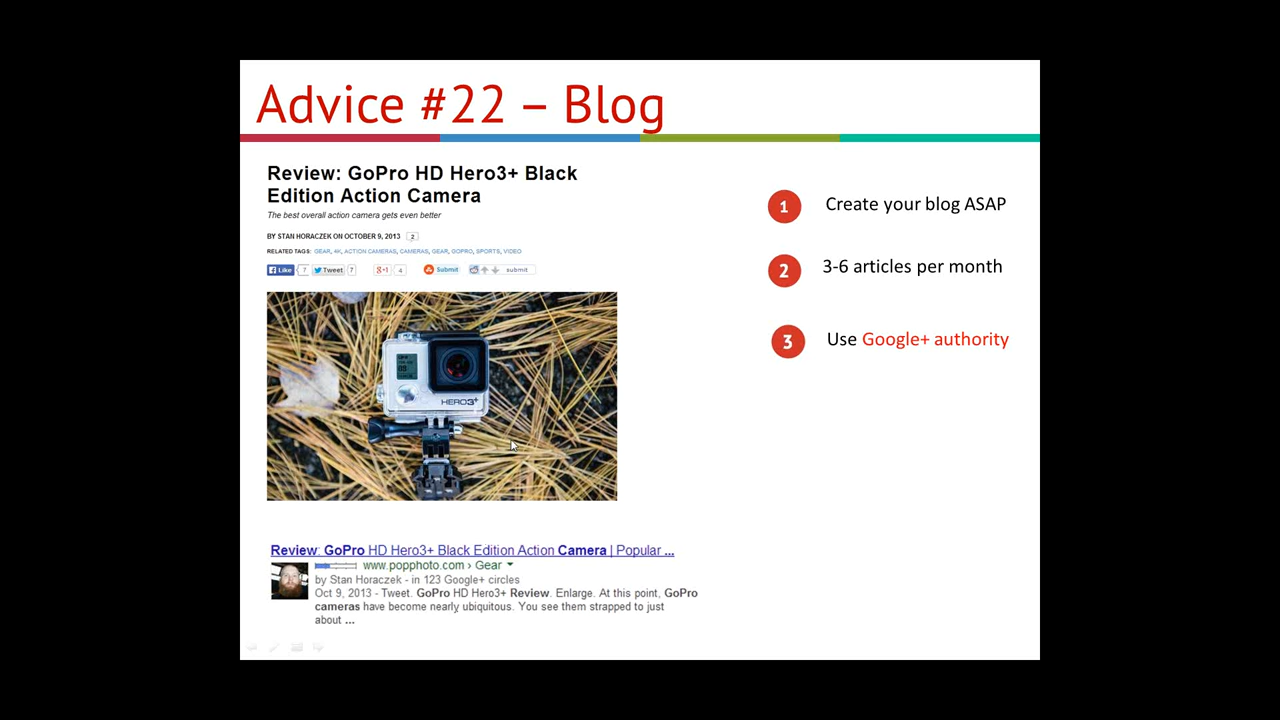 Advice #22 – Blog
Review: GoPro HD Hero3+ Black
Edition Action Camera
The best overall action camera gets even better
BY STAN HORACZEK ON OCTOBER 9, 2013 2
RELATED TAGS: GEAR, 4K, ACTION CAMERAS, CAMERAS, GEAR, GOPRO, SPORTS, VIDEO
Like 7 Tweet 7 g+1 4 Submit submit
HERO3+
1 Create your blog ASAP
2 3-6 articles per month
3 Use Google+ authority
Review: GoPro HD Hero3+ Black Edition Action Camera | Popular ...
www.popphoto.com › Gear
by Stan Horaczek - in 123 Google+ circles
Oct 9, 2013 - Tweet. GoPro HD Hero3+ Review. Enlarge. At this point, GoPro
cameras have become nearly ubiquitous. You see them strapped to just
about ...